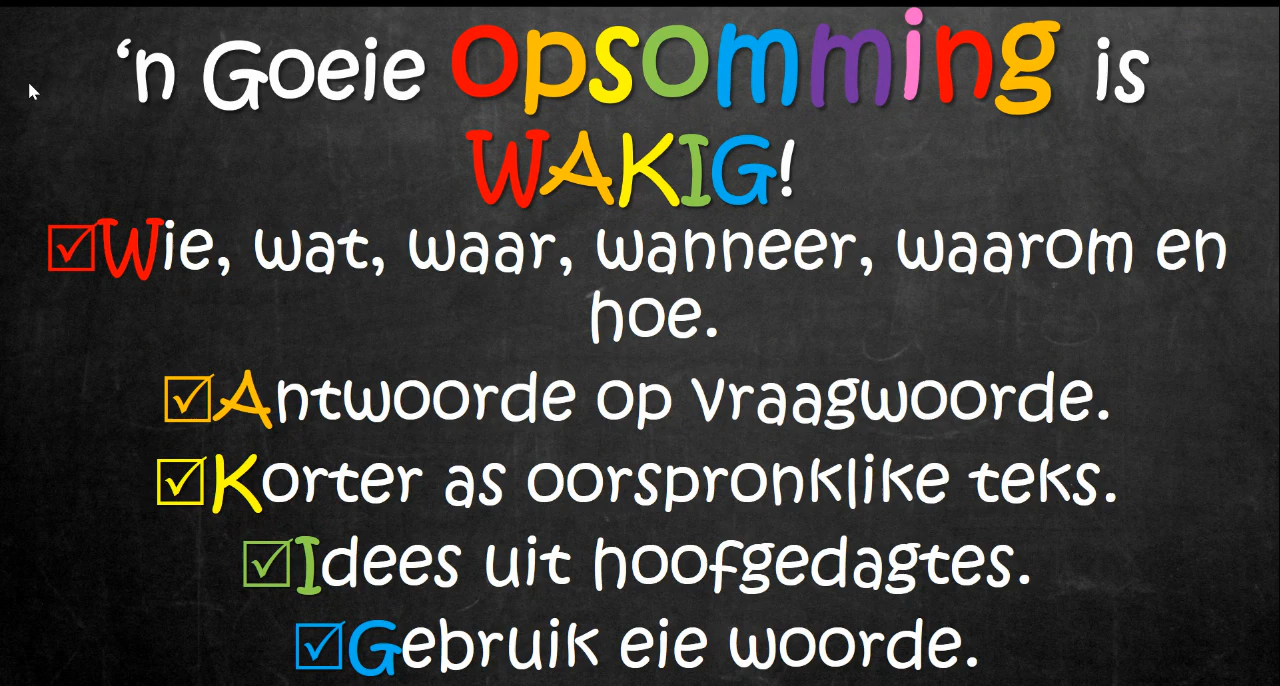 ‘n Goeie opsomming is
WAKIG!
☑Wie, wat, waar, wanneer, waarom en
hoe.
☑Antwoorde op vraagwoorde.
☑Korter as oorspronklike teks.
☑Idees uit hoofgedagtes.
☑Gebruik eie woorde.